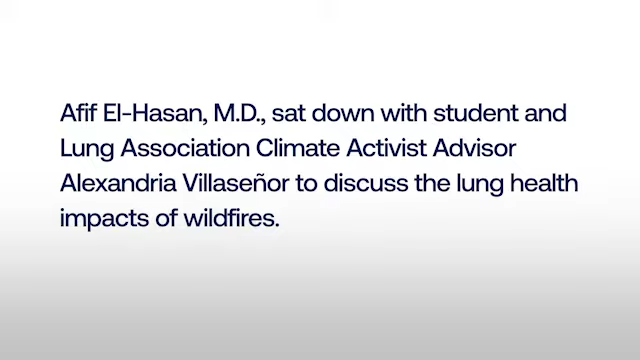 Afif El-Hasan, M.D., sat down with student and
Lung Association Climate Activist Advisor
Alexandria Villaseñor to discuss the lung health
impacts of wildfires.